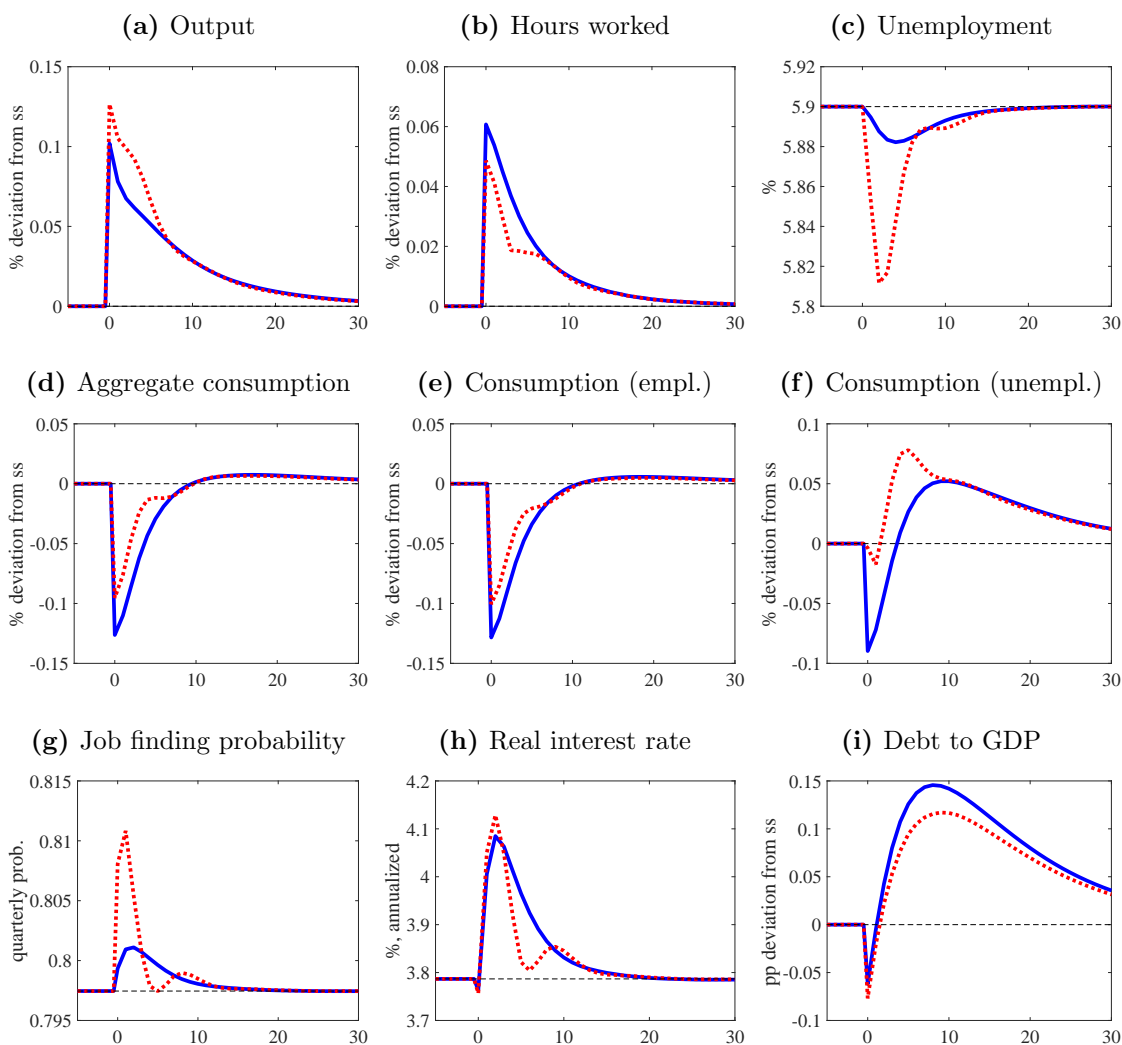 (a) Output
% deviation from ss
0.15
0.1
0.05
0
0 10 20 30
(b) Hours worked
% deviation from ss
0.08
0.06
0.04
0.02
0
0 10 20 30
(c) Unemployment
%
5.92
5.9
5.88
5.86
5.84
5.82
5.8
0 10 20 30
(d) Aggregate consumption
% deviation from ss
0.05
0
-0.05
-0.1
-0.15
0 10 20 30
(e) Consumption (empl.)
% deviation from ss
0.05
0
-0.05
-0.1
-0.15
0 10 20 30
(f) Consumption (unempl.)
% deviation from ss
0.1
0.05
0
-0.05
-0.1
0 10 20 30
(g) Job finding probability
quarterly prob.
0.815
0.81
0.805
0.8
0.795
0 10 20 30
(h) Real interest rate
%, annualized
4.2
4.1
4
3.9
3.8
3.7
0 10 20 30
(i) Debt to GDP
pp deviation from ss
0.15
0.1
0.05
0
-0.05
-0.1
0 10 20 30